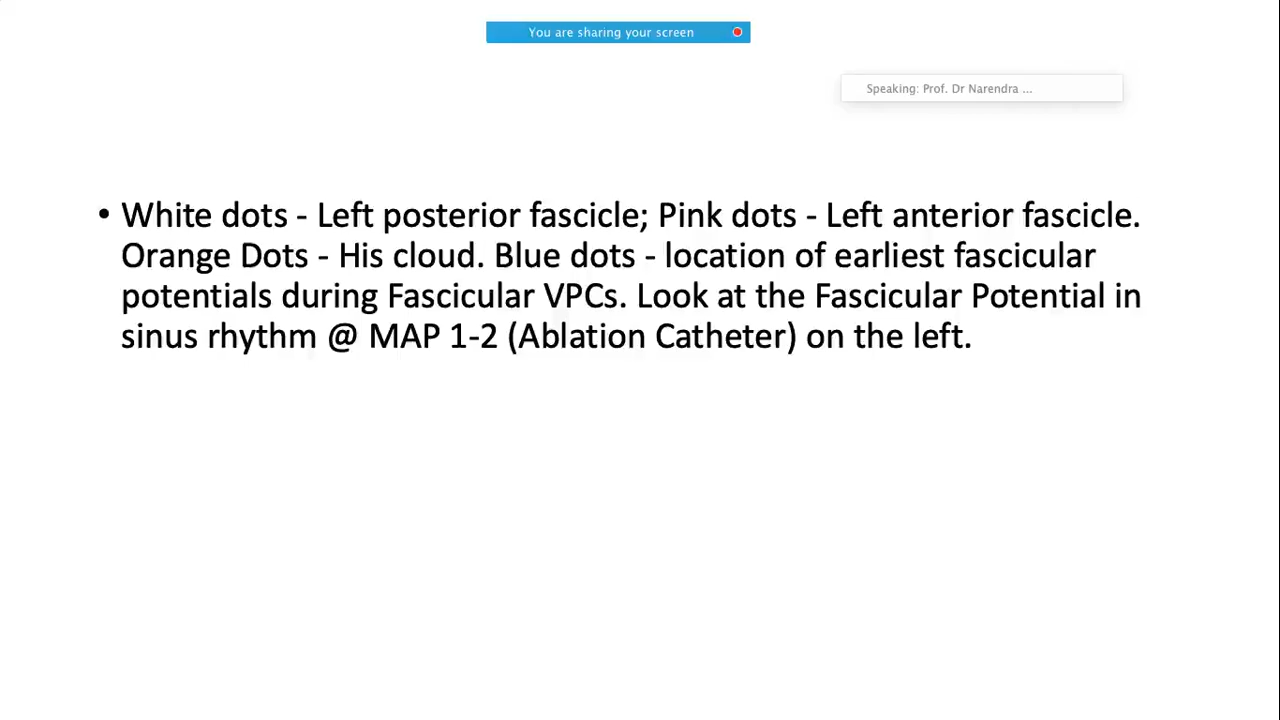 You are sharing your screen
Speaking: Prof. Dr Narendra ...
• White dots - Left posterior fascicle; Pink dots - Left anterior fascicle.
Orange Dots - His cloud. Blue dots - location of earliest fascicular
potentials during Fascicular VPCs. Look at the Fascicular Potential in
sinus rhythm @ MAP 1-2 (Ablation Catheter) on the left.